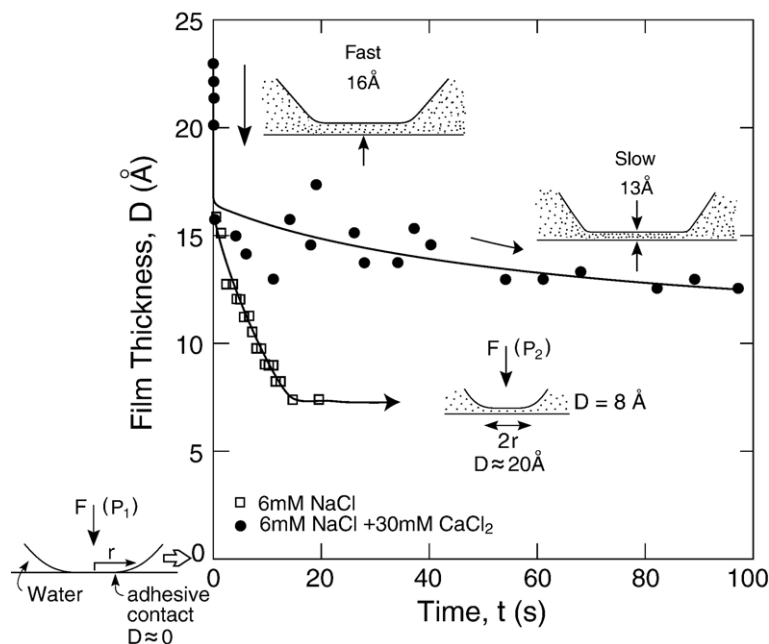 25
20
15
10
5
0
Film Thickness, D (Å)
Fast
16Å
Slow
13Å
F (P₂)
D = 8 Å
2r
D≈20Å
□ 6mM NaCl
● 6mM NaCl +30mM CaCl₂
F (P₁)
r
Water
adhesive
contact
D≈0
0 20 40 60 80 100
Time, t (s)